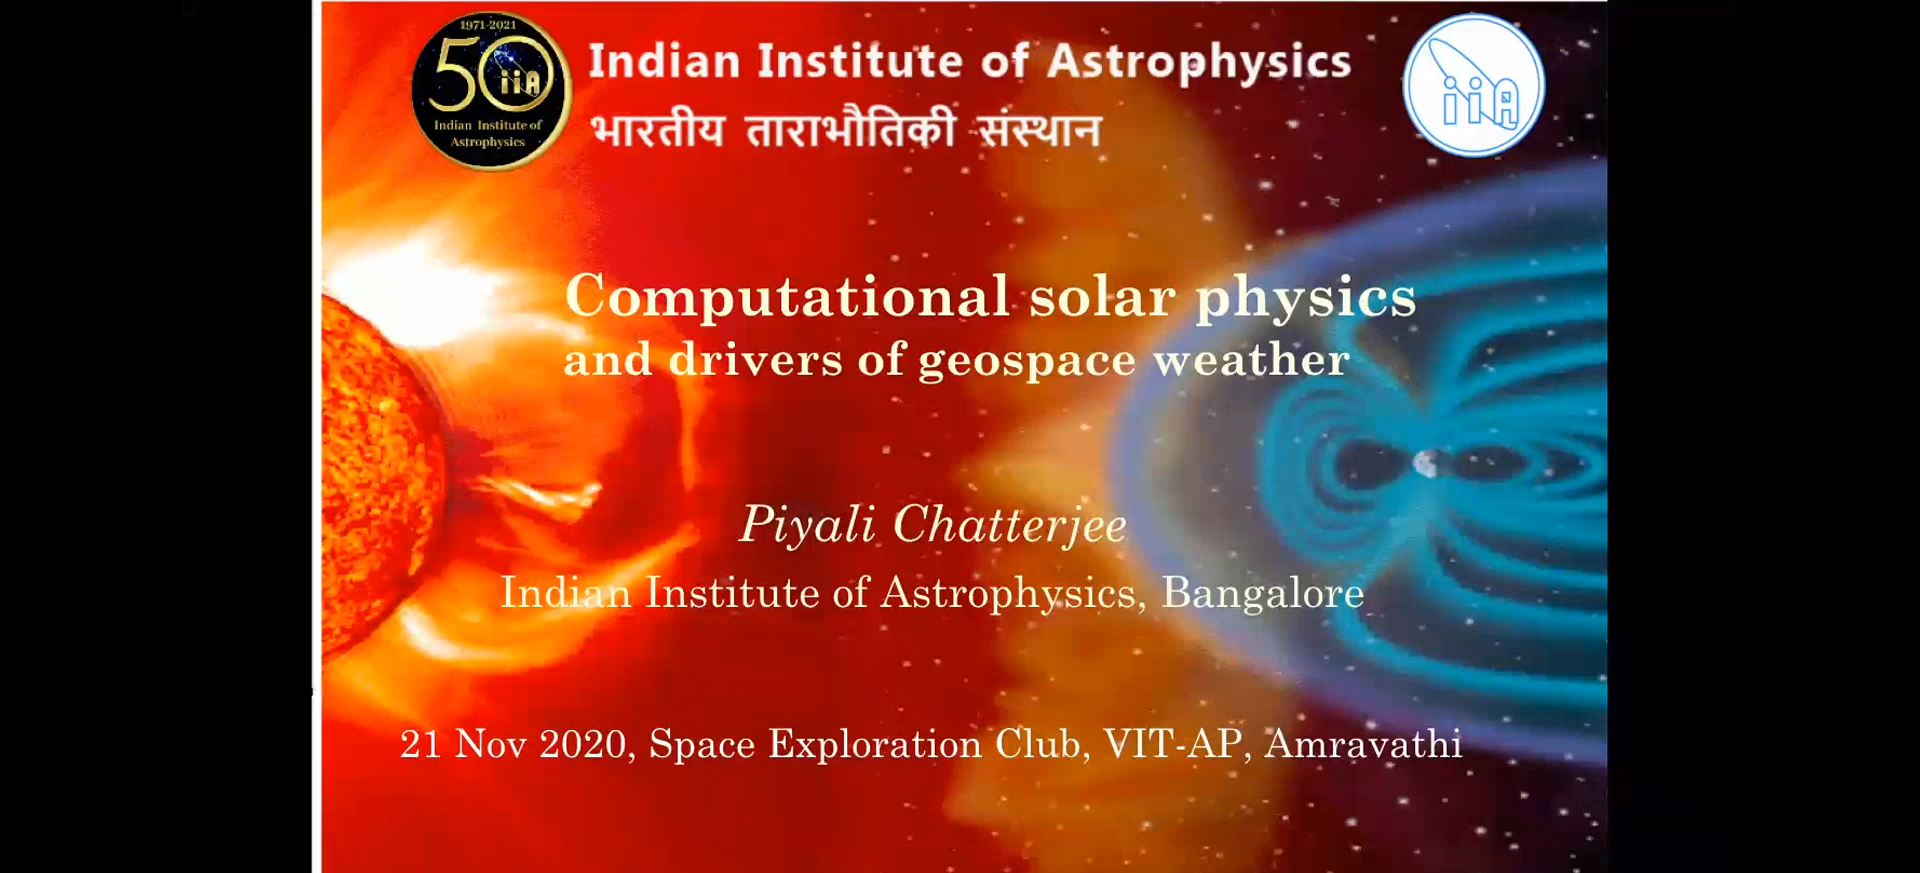 1971-2021
50
iiA
Indian Institute of
Astrophysics
Indian Institute of Astrophysics
भारतीय ताराभौतिकी संस्थान
iiA
Computational solar physics
and drivers of geospace weather
Piyali Chatterjee
Indian Institute of Astrophysics, Bangalore
21 Nov 2020, Space Exploration Club, VIT-AP, Amravathi